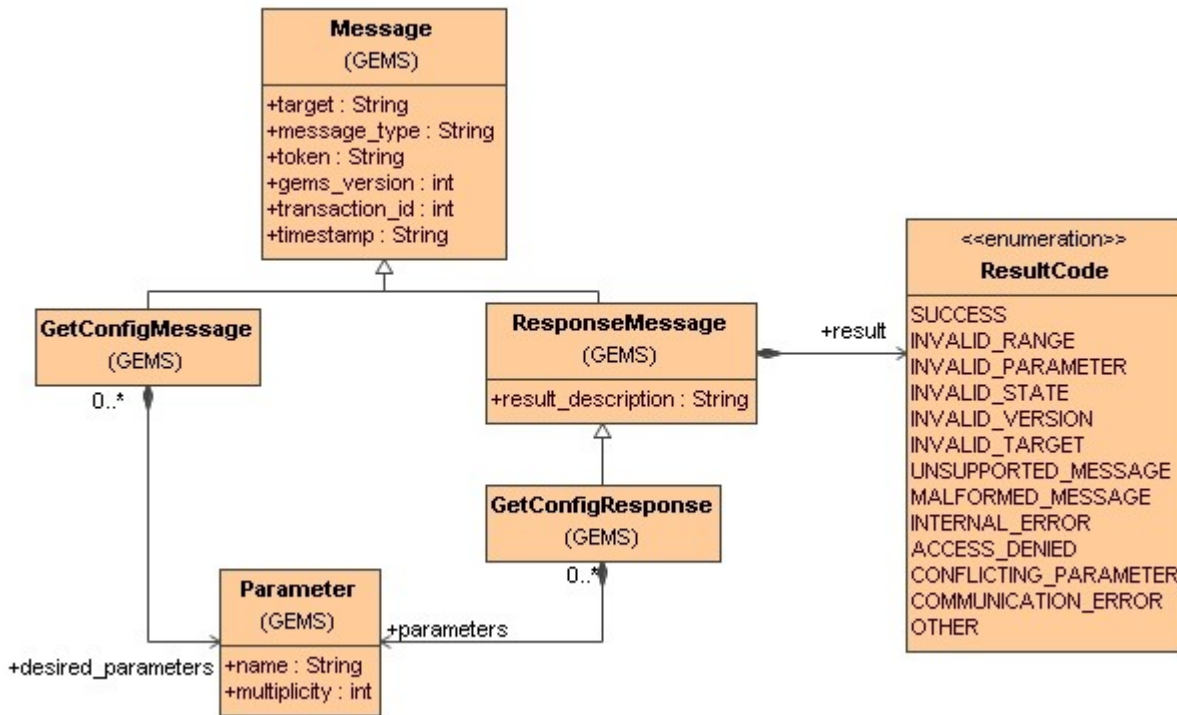 Message
(GEMS)
+target : String
+message_type : String
+token : String
+gems_version : int
+transaction_id : int
+timestamp : String
GetConfigMessage
(GEMS)
0..*
ResponseMessage
(GEMS)
+result_description : String
+result
<<enumeration>>
ResultCode
SUCCESS
INVALID_RANGE
INVALID_PARAMETER
INVALID_STATE
INVALID_VERSION
INVALID_TARGET
UNSUPPORTED_MESSAGE
MALFORMED_MESSAGE
INTERNAL_ERROR
ACCESS_DENIED
CONFLICTING_PARAMETER
COMMUNICATION_ERROR
OTHER
GetConfigResponse
(GEMS)
0..*
Parameter
(GEMS)
+name : String
+multiplicity : int
+parameters
+desired_parameters